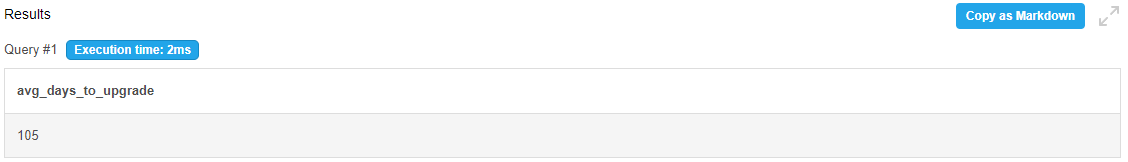 Results
Copy as Markdown
Query #1 Execution time: 2ms
avg_days_to_upgrade
105